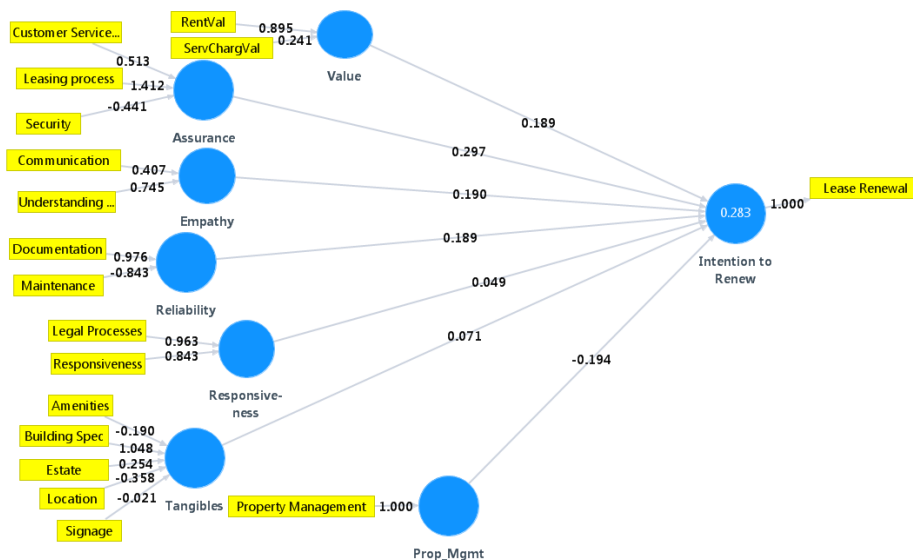 Customer Service...
0.513
Leasing process
1.412
-0.441
Security
Assurance
RentVal
0.895
ServChargVal
0.241
Value
0.189
Communication
0.407
0.745
Understanding ...
Empathy
0.297
0.190
Documentation
0.976
-0.843
Maintenance
Reliability
0.189
Legal Processes
0.963
Responsiveness
0.843
Responsive-
ness
0.049
Amenities
-0.190
Building Spec
1.048
0.254
Estate
-0.358
Location
-0.021
Signage
Tangibles
0.071
Property Management
1.000
Prop_Mgmt
-0.194
0.283
Intention to
Renew
1.000
Lease Renewal